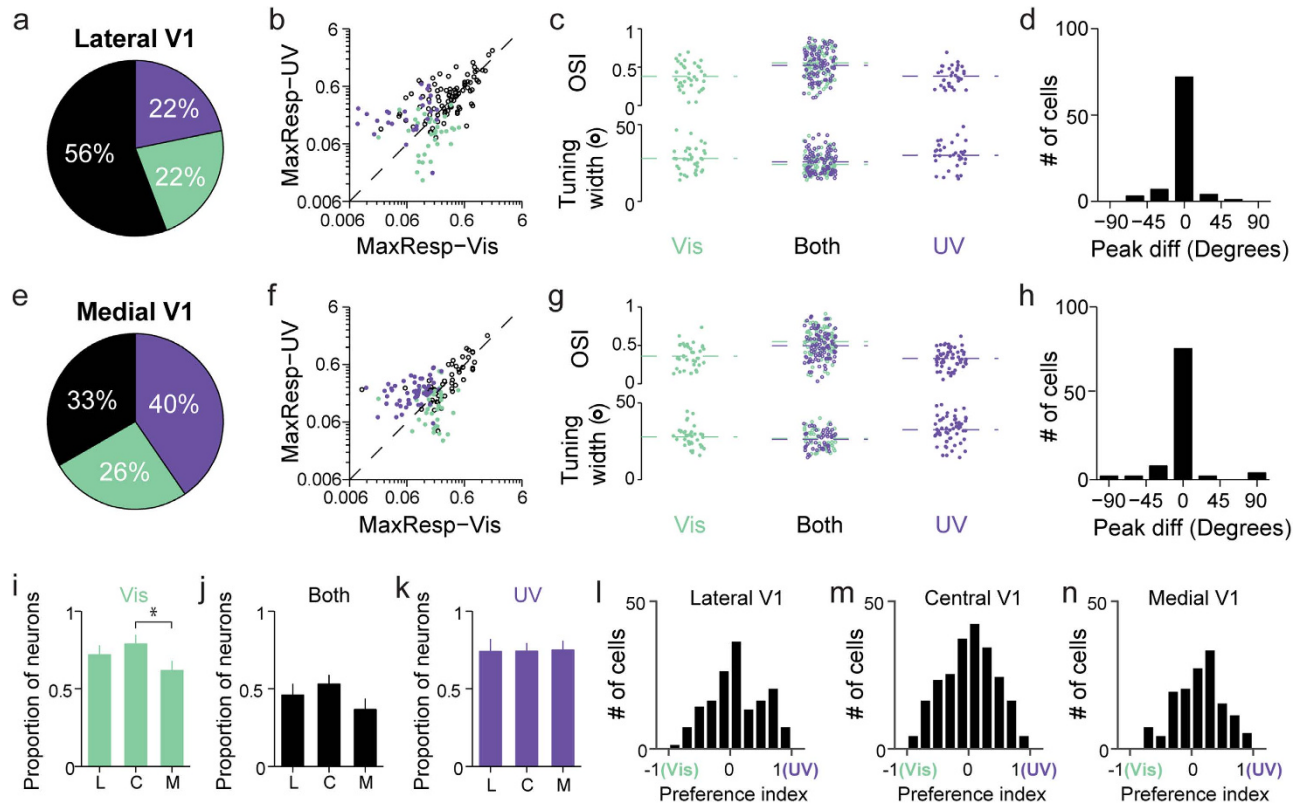 a
Lateral V1
22%
56%
22%
b
MaxResp−UV
6
0.6
0.06
0.006
0.006
0.06
0.6
6
MaxResp−Vis
c
OSI
1
0.5
0
Tuning
width (o)
50
0
Vis
Both
UV
d
# of cells
100
50
0
−90
−45
0
45
90
Peak diff (Degrees)
e
Medial V1
33%
40%
26%
f
MaxResp−UV
6
0.6
0.06
0.006
0.006
0.06
0.6
6
MaxResp−Vis
g
OSI
1
0.5
0
Tuning
width (o)
50
0
Vis
Both
UV
h
# of cells
100
50
0
−90
−45
0
45
90
Peak diff (Degrees)
i
Vis
Proportion of neurons
1
0.5
0
*
L
C
M
j
Both
Proportion of neurons
1
0.5
0
L
C
M
k
UV
Proportion of neurons
1
0.5
0
L
C
M
l
Lateral V1
# of cells
50
0
-1(Vis)
0
1(UV)
Preference index
m
Central V1
# of cells
50
0
-1(Vis)
0
1(UV)
Preference index
n
Medial V1
# of cells
50
0
-1(Vis)
0
1(UV)
Preference index